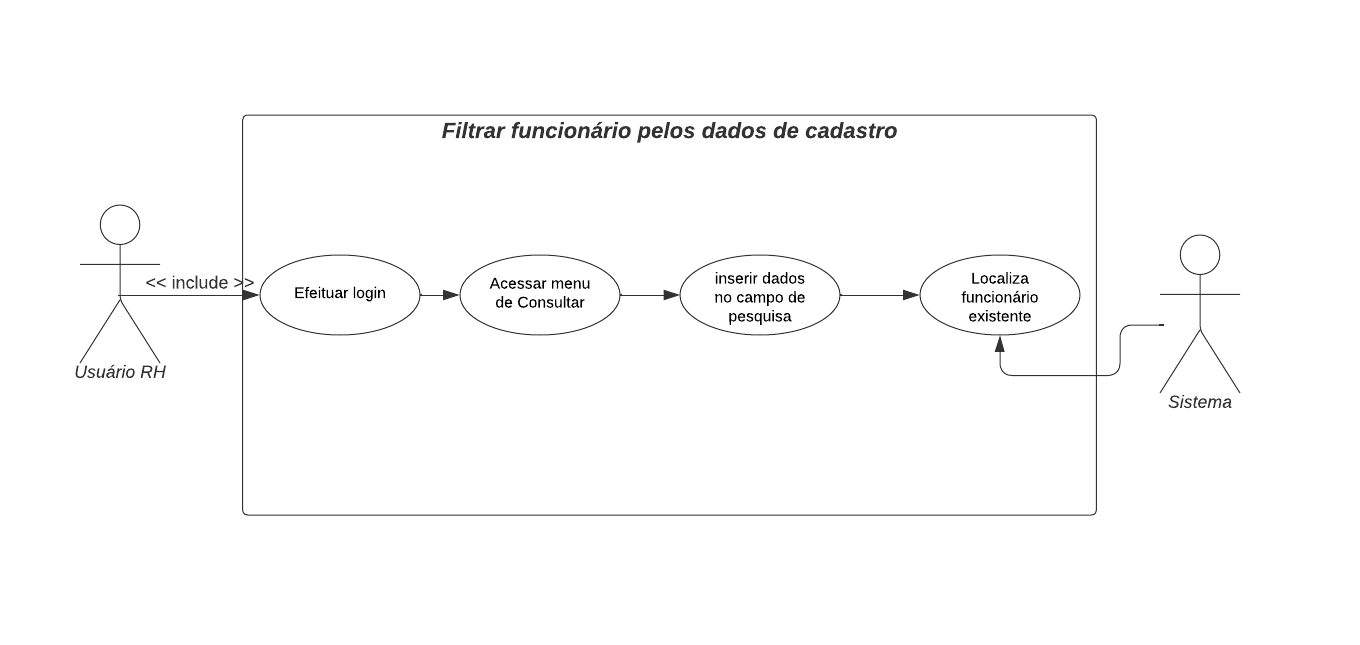 Filtrar funcionário pelos dados de cadastro
<< include >>
Efeituar login
Acessar menu
de Consultar
inserir dados
no campo de
pesquisa
Localiza
funcionário
existente
Usuário RH
Sistema